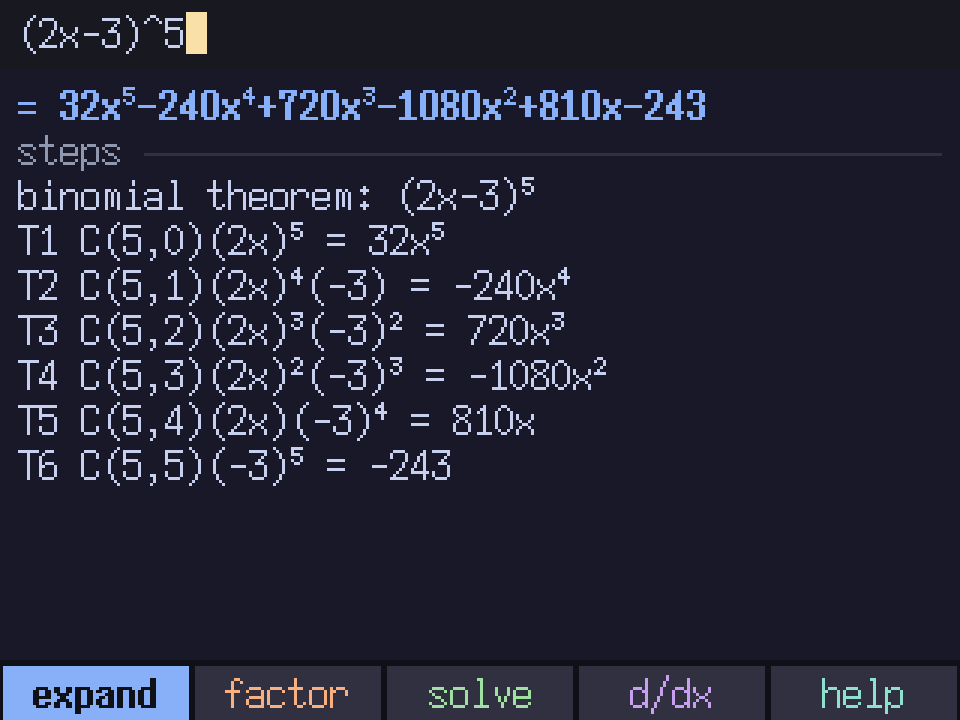 (2x-3)^5
= 32x⁵-240x⁴+720x³-1080x²+810x-243
steps
binomial theorem: (2x-3)⁵
T1 C(5,0)(2x)⁵ = 32x⁵
T2 C(5,1)(2x)⁴(-3) = -240x⁴
T3 C(5,2)(2x)³(-3)² = 720x³
T4 C(5,3)(2x)²(-3)³ = -1080x²
T5 C(5,4)(2x)(-3)⁴ = 810x
T6 C(5,5)(-3)⁵ = -243
expand factor solve d/dx help